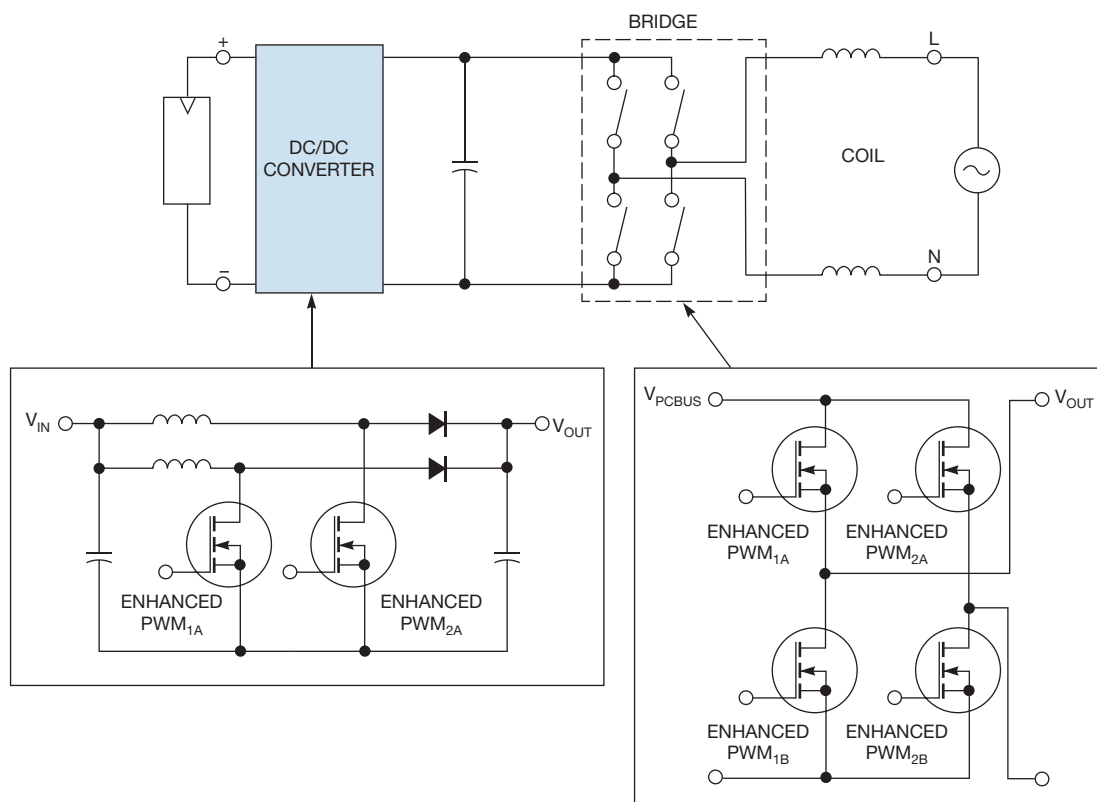 BRIDGE
+
L
DC/DC
CONVERTER
COIL
−
N
V_IN
V_OUT
ENHANCED
PWM_1A
ENHANCED
PWM_2A
V_PCBUS
V_OUT
ENHANCED
PWM_1A
ENHANCED
PWM_2A
ENHANCED
PWM_1B
ENHANCED
PWM_2B